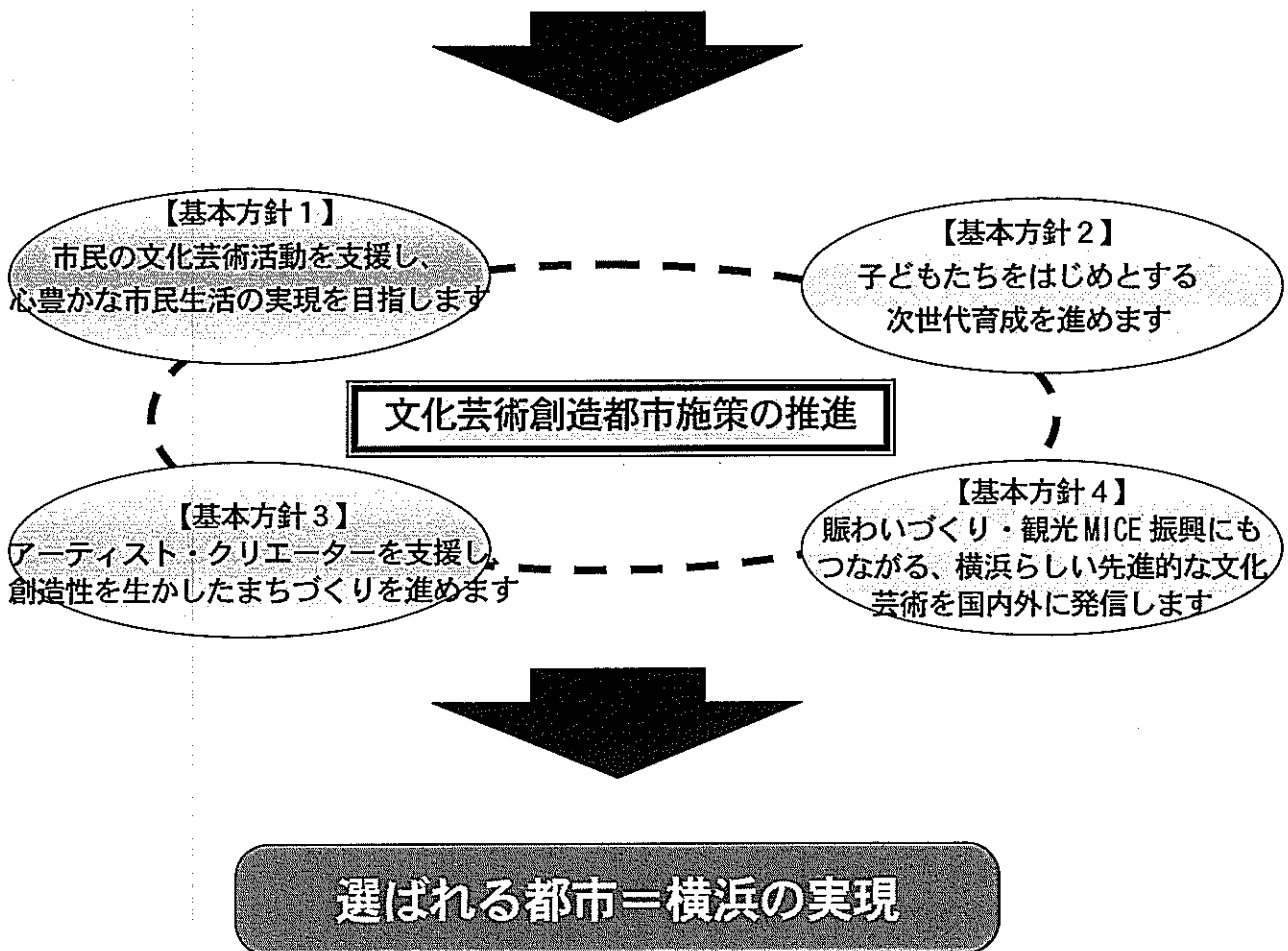 【基本方針1】
市民の文化芸術活動を支援し、
心豊かな市民生活の実現を目指します
【基本方針2】
子どもたちをはじめとする
次世代育成を進めます
文化芸術創造都市施策の推進
【基本方針3】
アーティスト・クリエーターを支援し
創造性を生かしたまちづくりを進めます
【基本方針4】
賑わいづくり・観光MICE振興にも
つながる、横浜らしい先進的な文化
芸術を国内外に発信します
選ばれる都市=横浜の実現